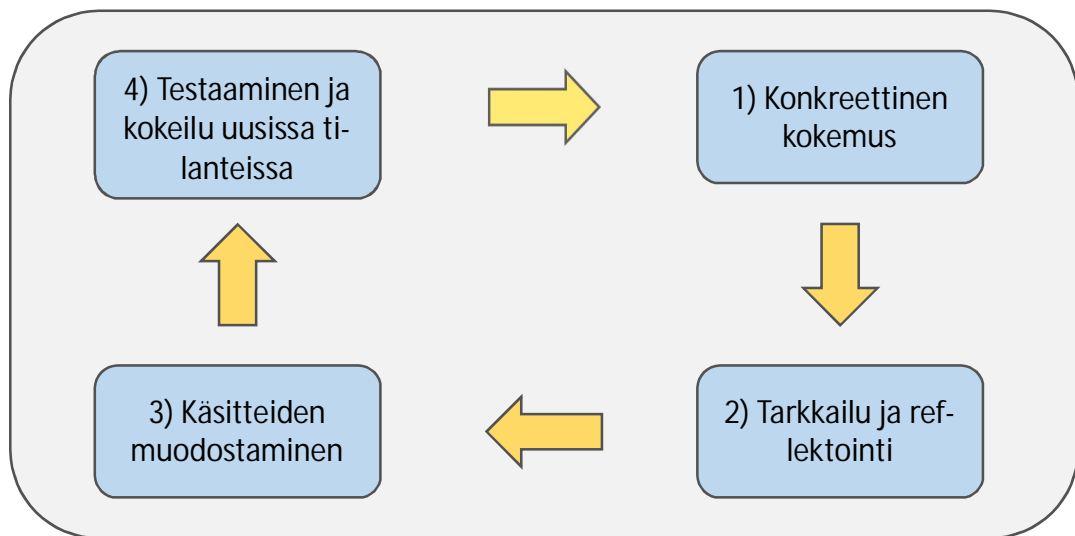 4) Testaaminen ja
kokeilu uusissa ti-
lanteissa
1) Konkreettinen
kokemus
3) Käsitteiden
muodostaminen
2) Tarkkailu ja ref-
lektointi